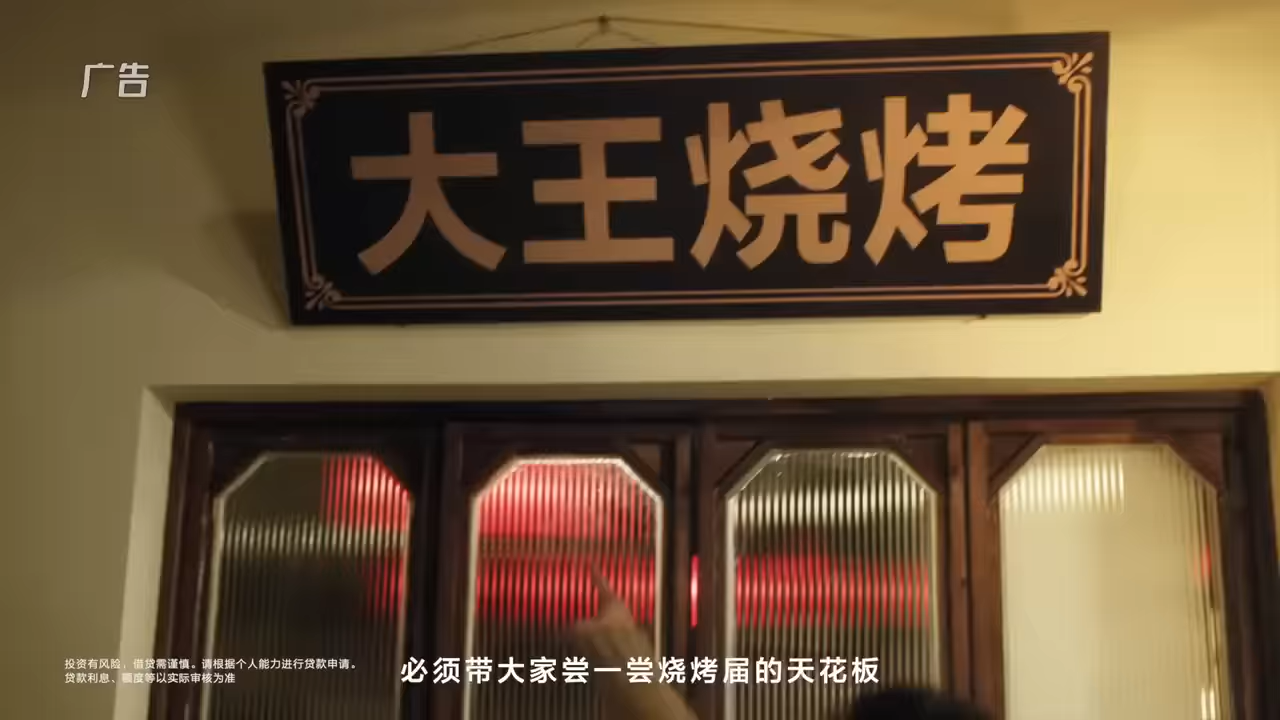 广告
大王烧烤
投资有风险，借贷需谨慎。请根据个人能力进行贷款申请。
贷款利息、额度等以实际审核为准
必须带大家尝一尝烧烤届的天花板